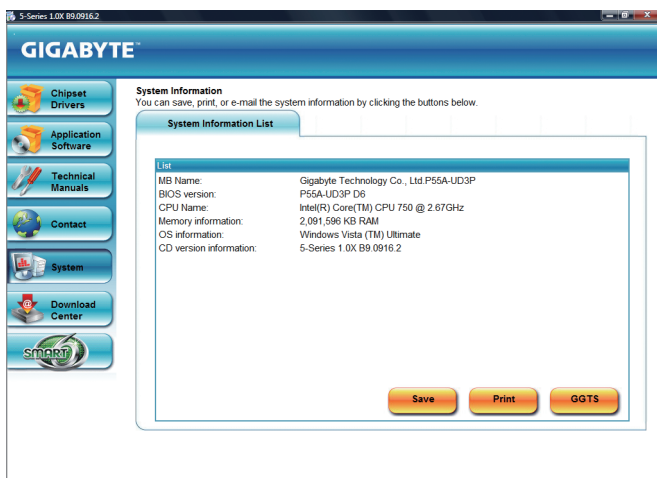 5-Series 1.0X B9.0916.2
GIGABYTE™
Chipset
Drivers
Application
Software
Technical
Manuals
Contact
System
Download
Center
SMART
System Information
You can save, print, or e-mail the system information by clicking the buttons below.
System Information List
List
MB Name: Gigabyte Technology Co., Ltd.P55A-UD3P
BIOS version: P55A-UD3P D6
CPU Name: Intel(R) Core(TM) CPU 750 @ 2.67GHz
Memory information: 2,091,596 KB RAM
OS information: Windows Vista (TM) Ultimate
CD version information: 5-Series 1.0X B9.0916.2
Save Print GGTS